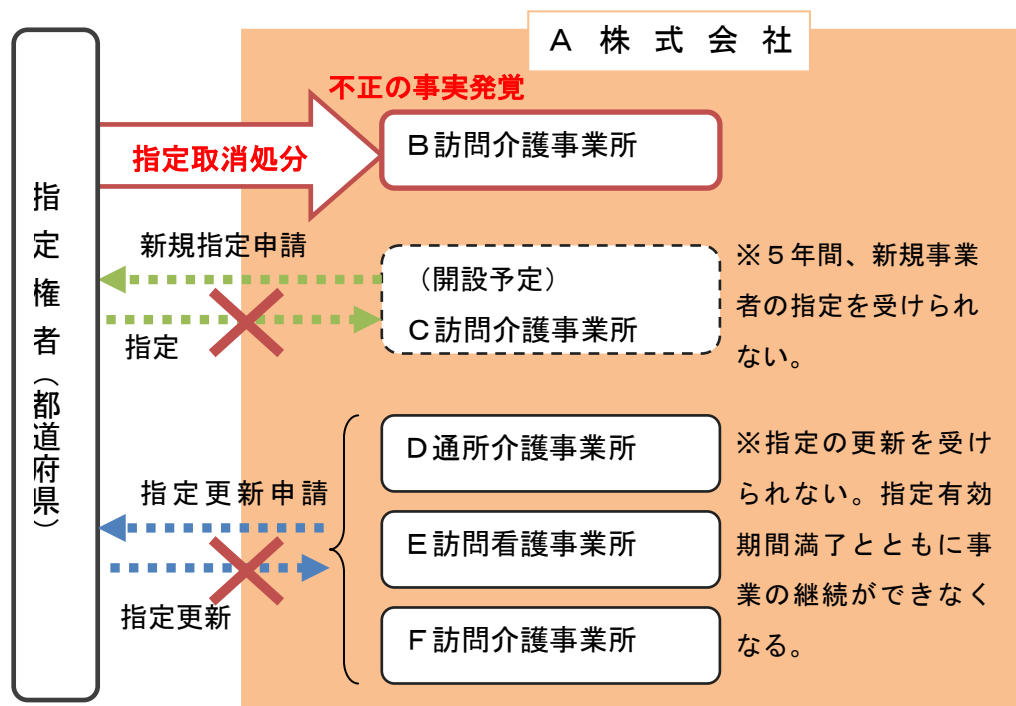 A株式会社
不正の事実発覚
指定取消処分
B訪問介護事業所
指定権者（都道府県）
新規指定申請
指定
（開設予定）
C訪問介護事業所
※５年間、新規事業
者の指定を受けられ
ない。
指定更新申請
指定更新
D通所介護事業所
E訪問看護事業所
F訪問介護事業所
※指定の更新を受け
られない。指定有効
期間満了とともに事
業の継続ができなく
なる。